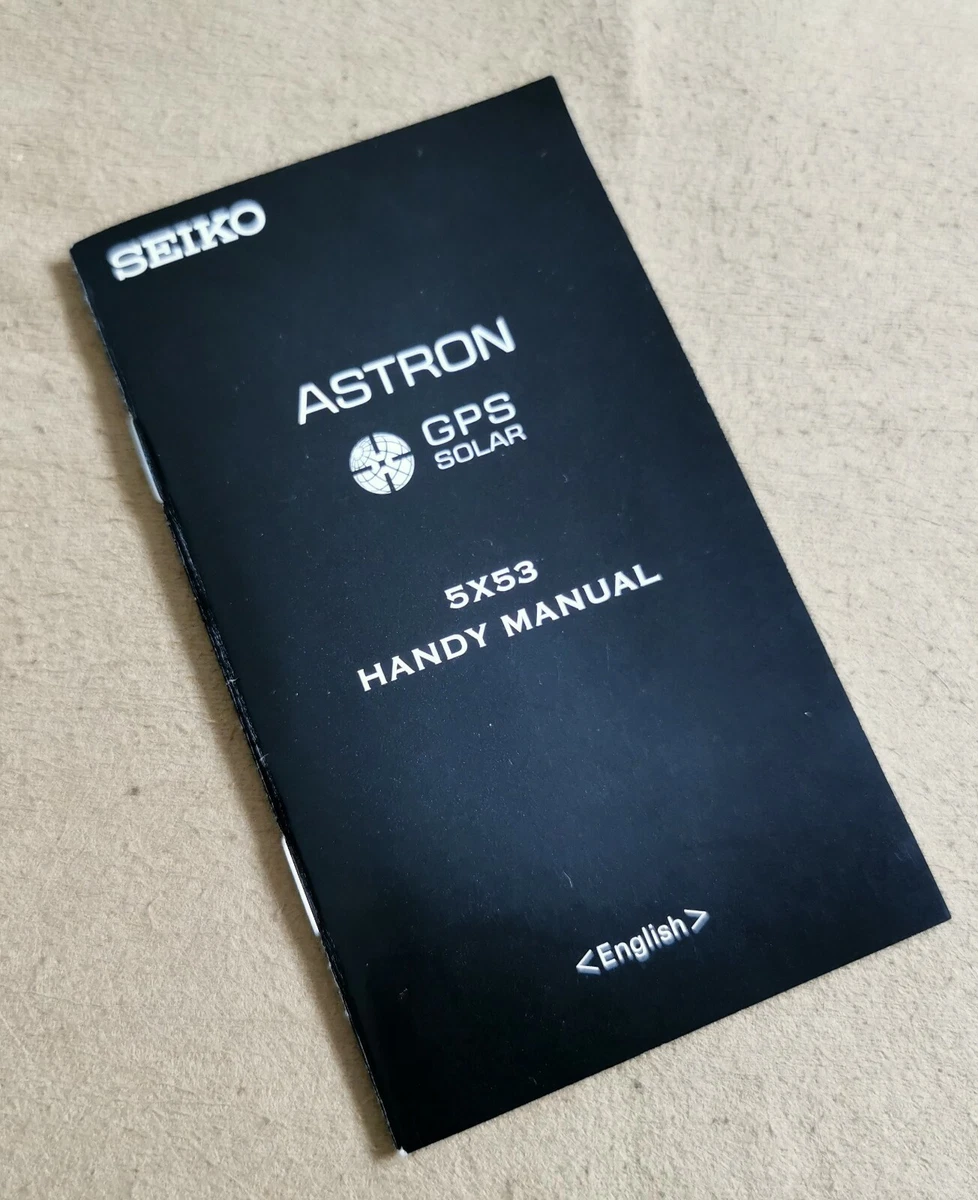 SEIKO
ASTRON
GPS
SOLAR
5X53
HANDY MANUAL
<English>